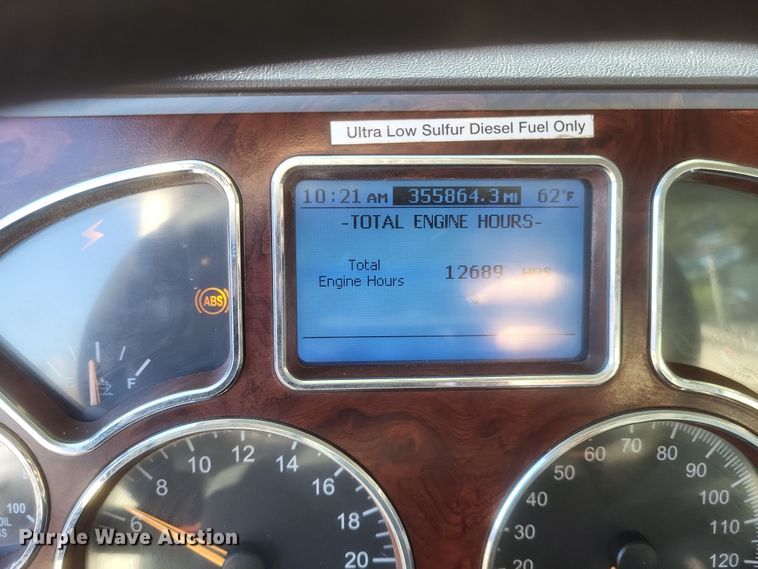 Ultra Low Sulfur Diesel Fuel Only
10:21 AM 355864.3 MI 62°F
-TOTAL ENGINE HOURS-
Total
Engine Hours
12689 HRS
ABS
E F
6 8 10 12 14 16 18 20
20 30 40 50 60 70 80 90 100 110 120
100
OIL
Purple Wave Auction